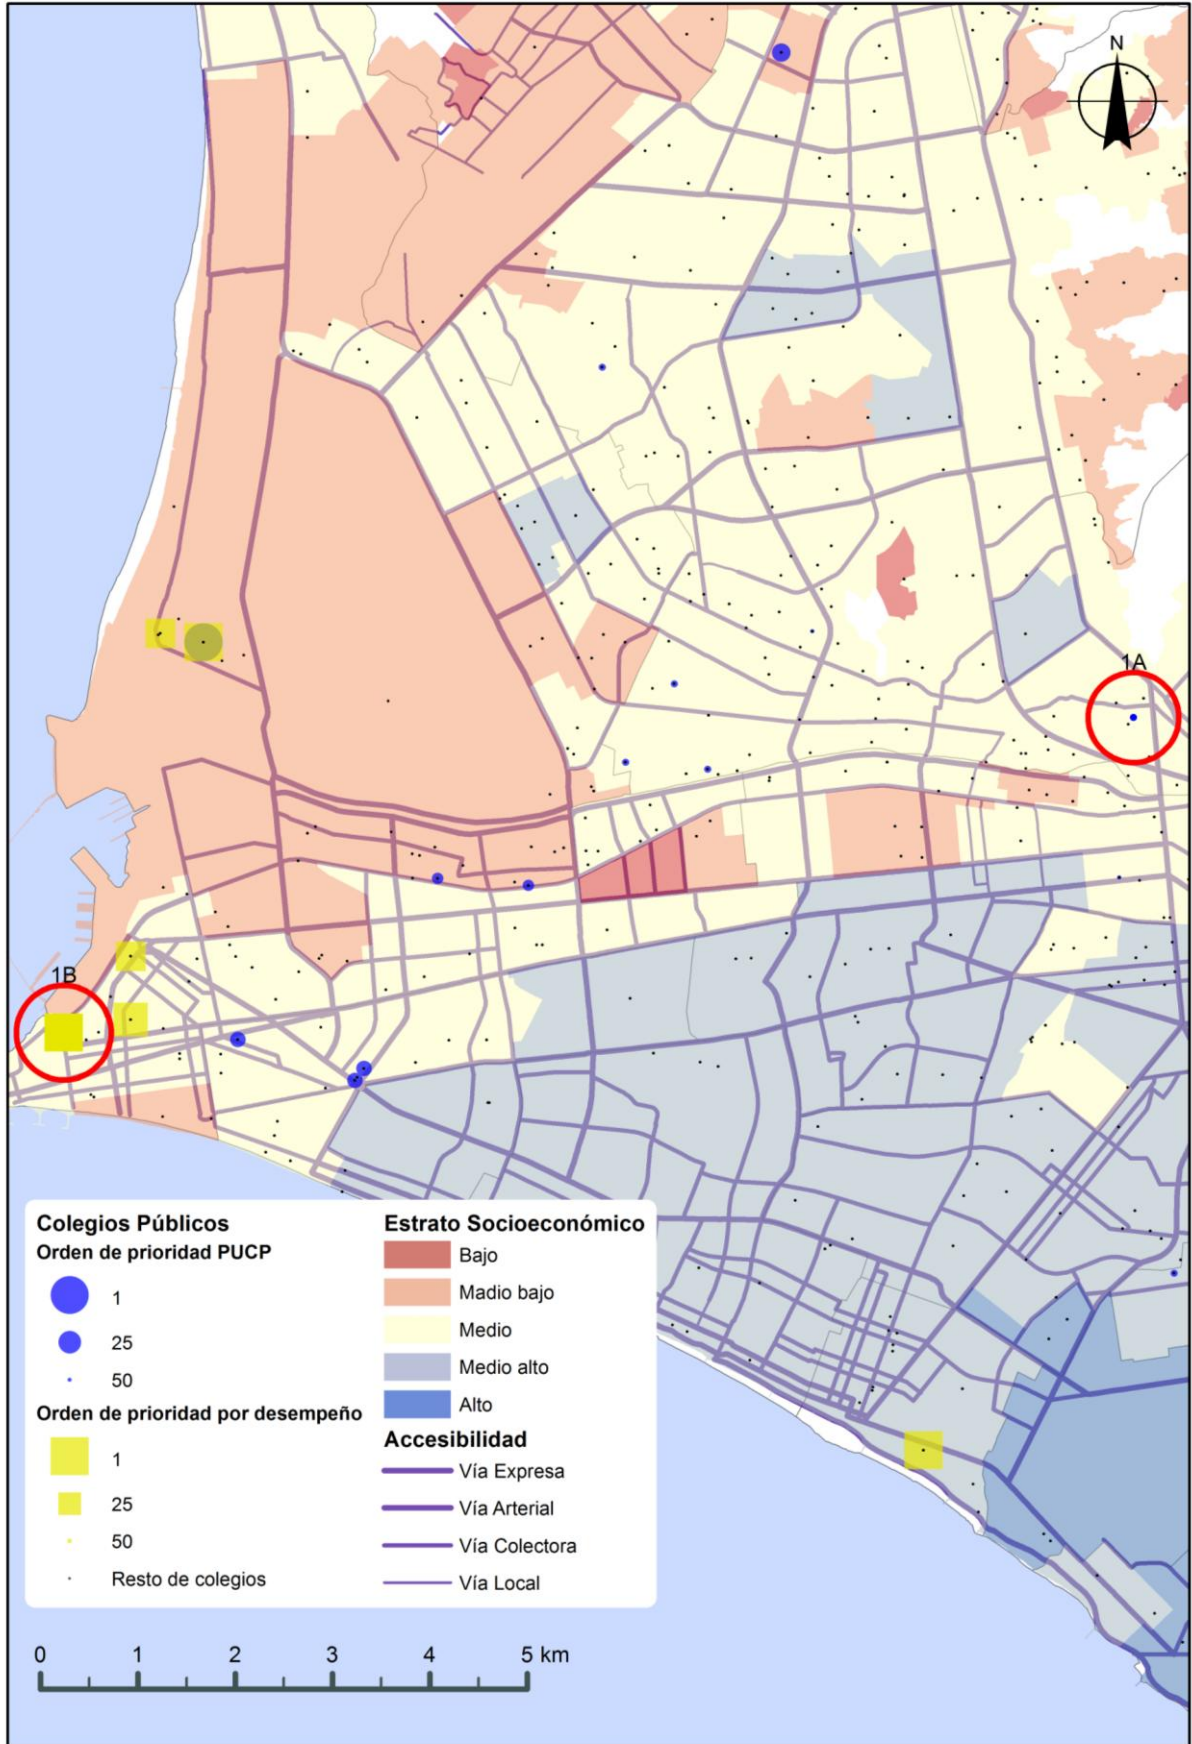 N
1A
1B
Colegios Públicos
Orden de prioridad PUCP
1
25
50
Orden de prioridad por desempeño
1
25
50
Resto de colegios
Estrato Socioeconómico
Bajo
Madio bajo
Medio
Medio alto
Alto
Accesibilidad
Vía Expresa
Vía Arterial
Vía Colectora
Vía Local
0 1 2 3 4 5 km